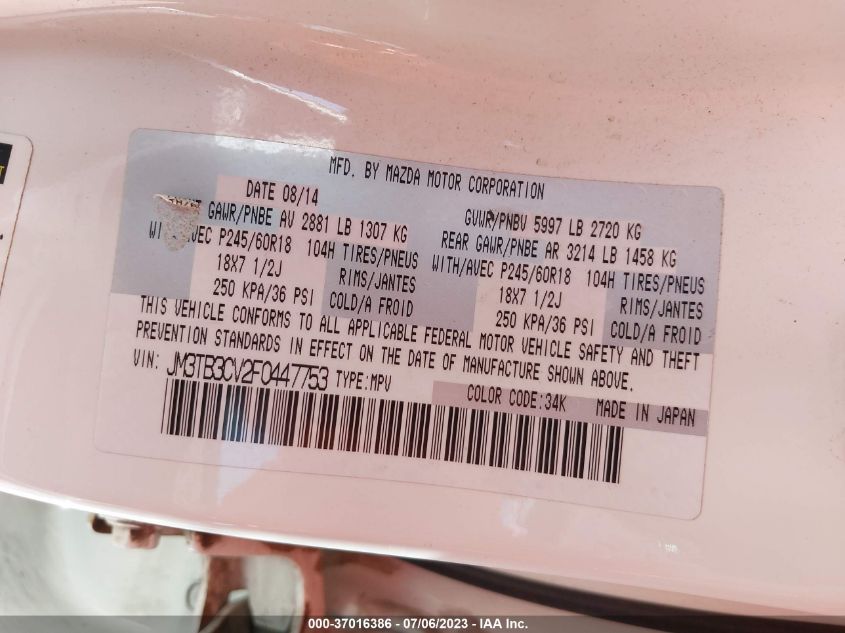 MFD. BY MAZDA MOTOR CORPORATION
DATE 08/14
GVWR/PNBV 5997 LB 2720 KG
GAWR/PNBE AV 2881 LB 1307 KG
REAR GAWR/PNBE AR 3214 LB 1458 KG
P245/60R18 104H TIRES/PNEUS
WITH/AVEC P245/60R18 104H TIRES/PNEUS
18X7 1/2J RIMS/JANTES
18X7 1/2J RIMS/JANTES
250 KPA/36 PSI COLD/A FROID
250 KPA/36 PSI COLD/A FROID
THIS VEHICLE CONFORMS TO ALL APPLICABLE FEDERAL MOTOR VEHICLE SAFETY AND THEFT
PREVENTION STANDARDS IN EFFECT ON THE DATE OF MANUFACTURE SHOWN ABOVE.
VIN: JM3TB3CV2F0447753 TYPE:MPV
COLOR CODE:34K MADE IN JAPAN
000-37016386 - 07/06/2023 - IAA Inc.